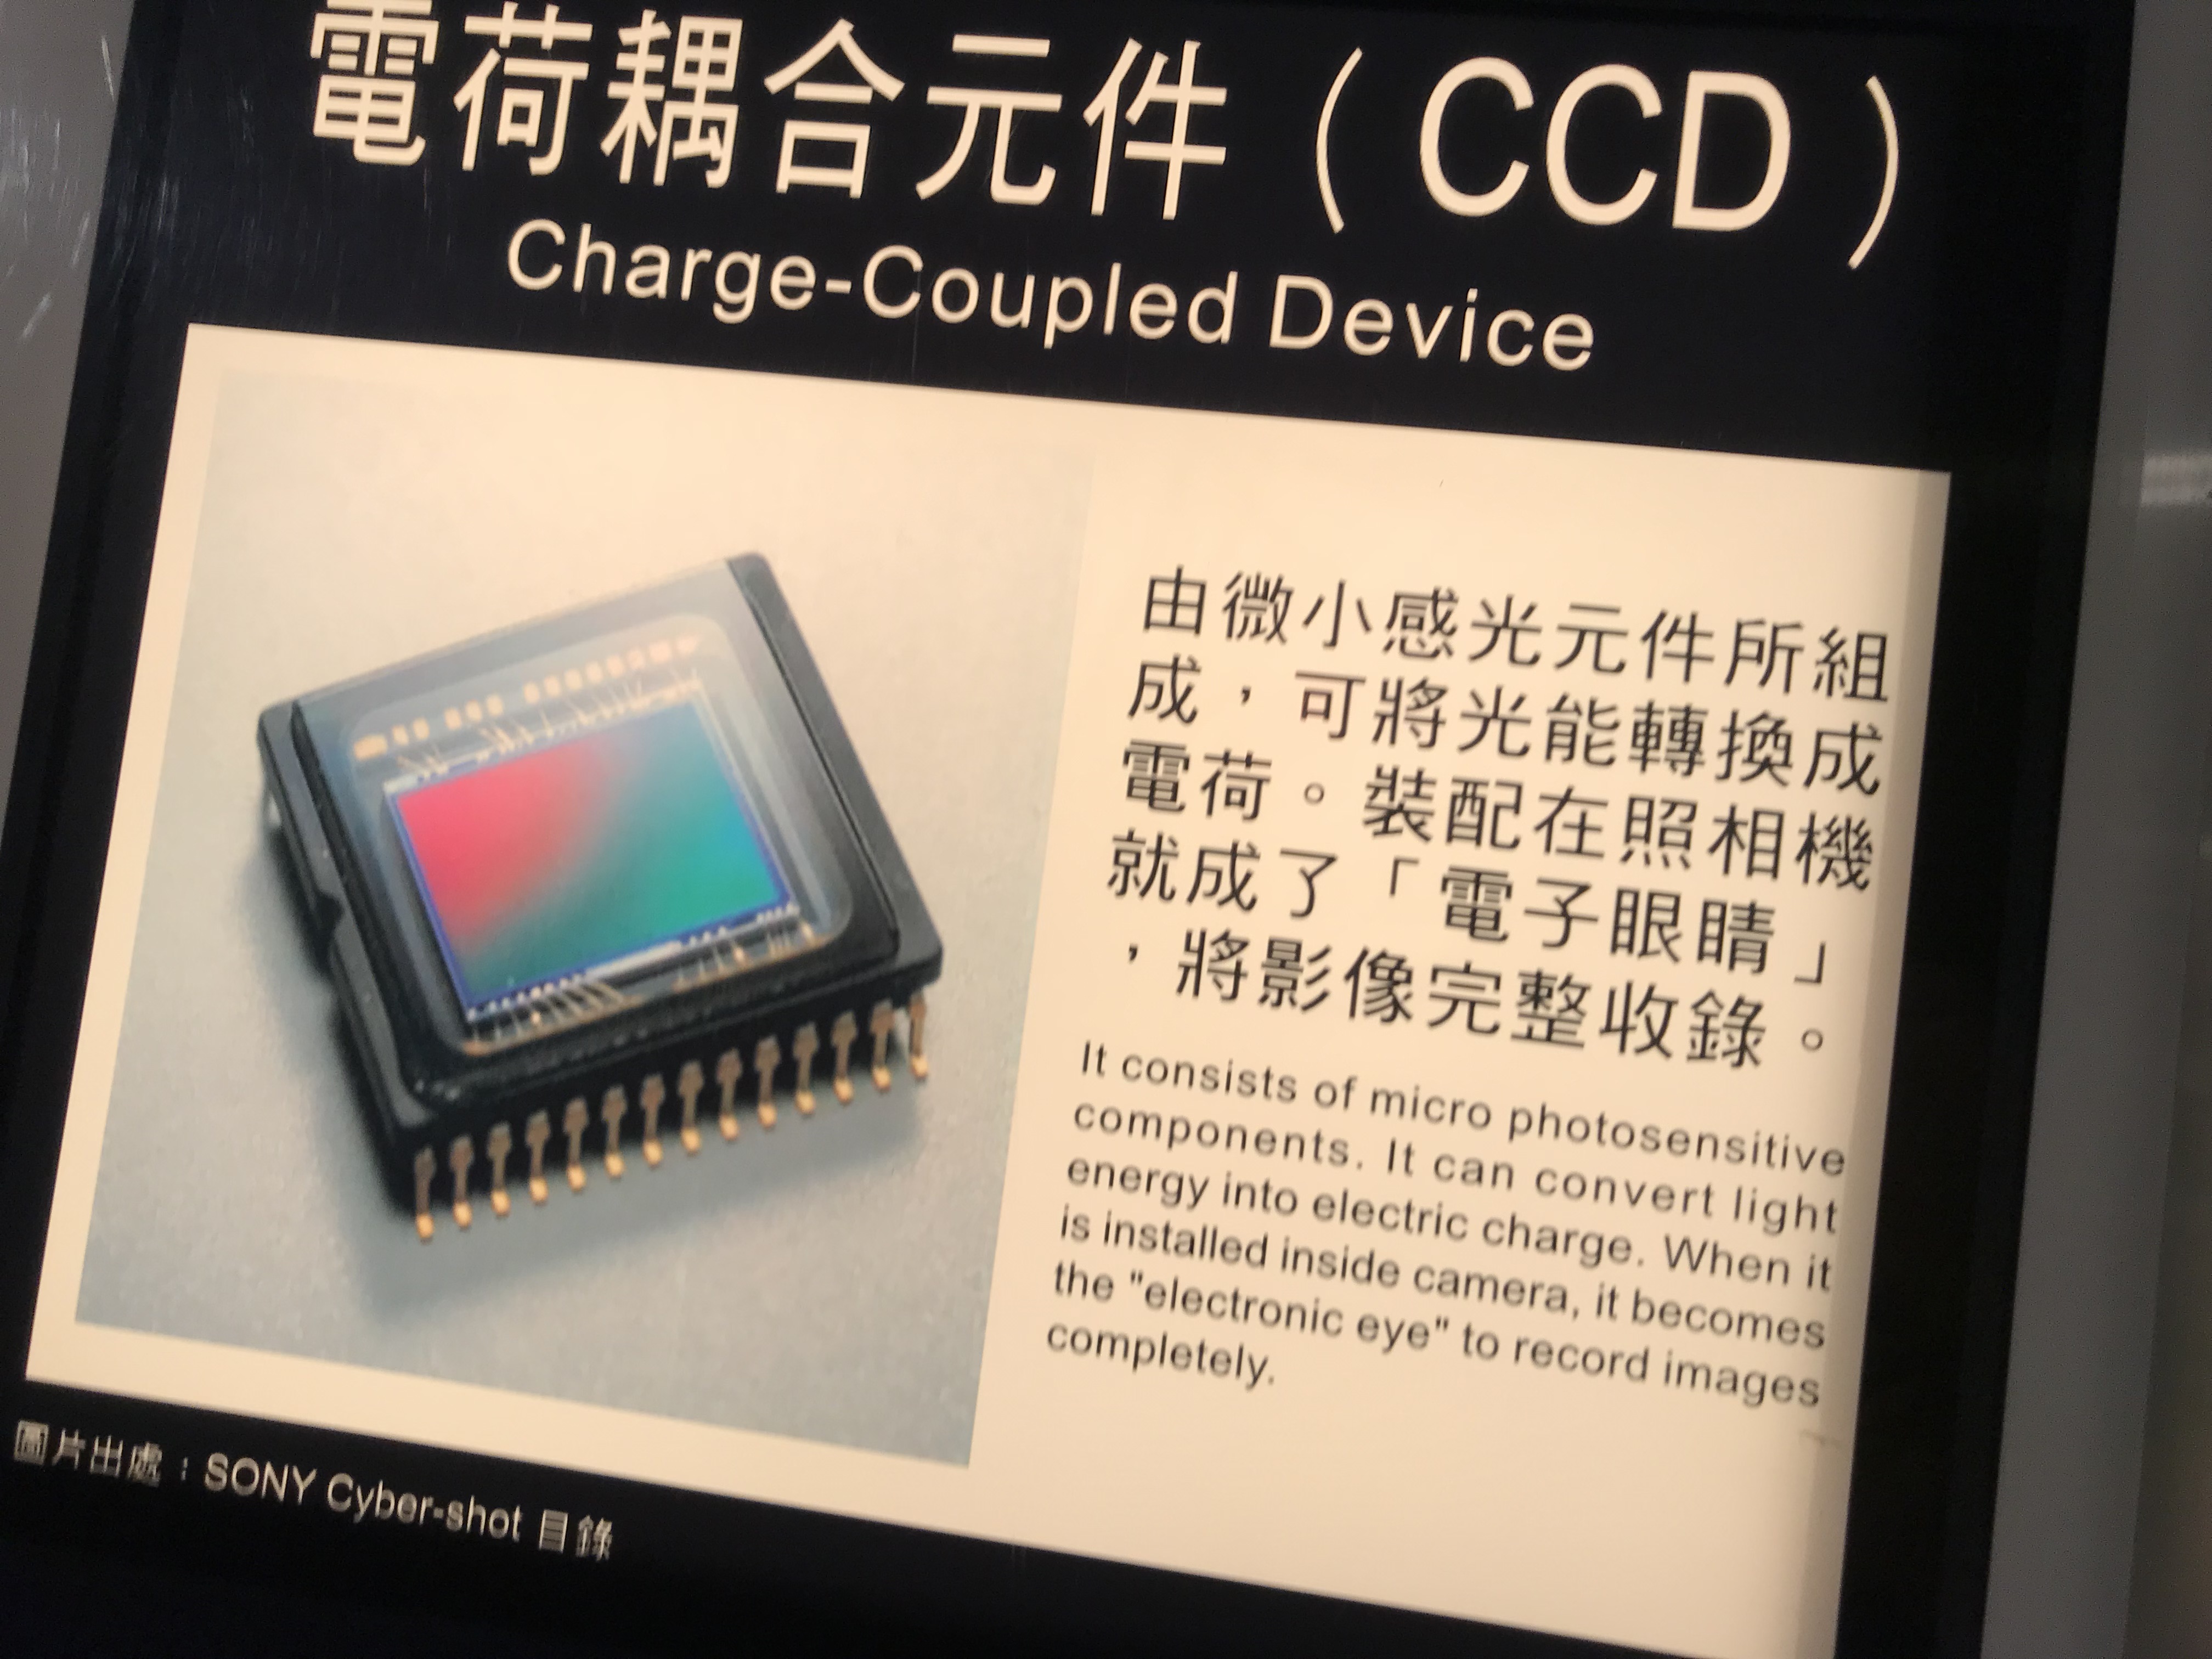 電荷耦合元件（CCD）
Charge-Coupled Device
由微小感光元件所組
成，可將光能轉換成
電荷。裝配在照相機
就成了「電子眼睛」
，將影像完整收錄。
It consists of micro photosensitive
components. It can convert light
energy into electric charge. When it
is installed inside camera, it becomes
the "electronic eye" to record images
completely.
圖片出處：SONY Cyber-shot 目錄